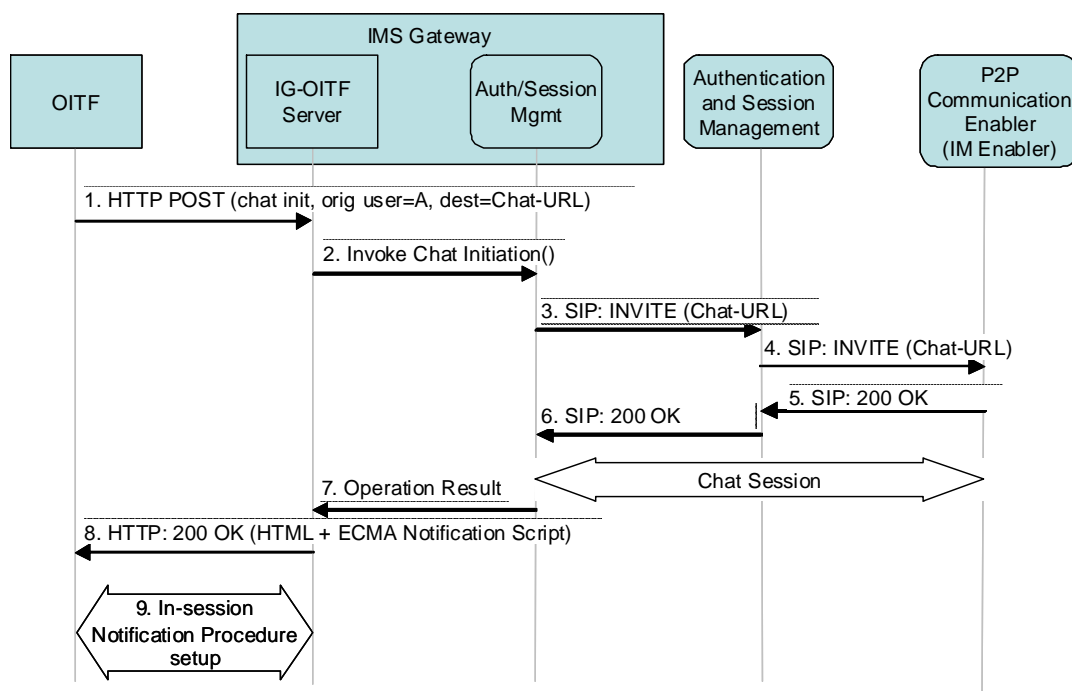 IMS Gateway
OITF
IG-OITF
Server
Auth/Session
Mgmt
Authentication
and Session
Management
P2P
Communication
Enabler
(IM Enabler)
1. HTTP POST (chat init, orig user=A, dest=Chat-URL)
2. Invoke Chat Initiation()
3. SIP: INVITE (Chat-URL)
4. SIP: INVITE (Chat-URL)
5. SIP: 200 OK
6. SIP: 200 OK
Chat Session
7. Operation Result
8. HTTP: 200 OK (HTML + ECMA Notification Script)
9. In-session
Notification Procedure
setup